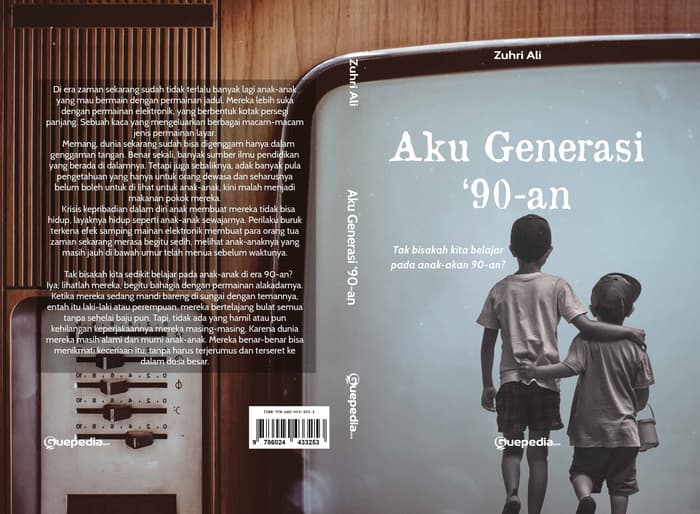 Di era zaman sekarang sudah tidak terlalu banyak lagi anak-anak
yang mau bermain dengan permainan jadul. Mereka lebih suka
dengan permainan elektronik, yang berbentuk kotak persegi
panjang. Sebuah kaca yang mengeluarkan berbagai macam-macam
jenis permainan layar.
Memang, dunia sekarang sudah bisa digenggam hanya dalam
genggaman tangan. Benar sekali, banyak sumber ilmu pendidikan
yang berada di dalamnnya. Tetapi juga sebaliknya, adak banyak pula
pengetahuan yang hanya untuk orang dewasa dan seharusnya
belum boleh untuk di lihat untuk anak-anak, kini malah menjadi
makanan pokok mereka.
Krisis kepribadian dalam diri anak membuat mereka tidak bisa
hidup, layaknya hidup seperti anak-anak sewajarnya. Perilaku buruk
terkena efek samping mainan elektronik membuat para orang tua
zaman sekarang merasa begitu sedih, melihat anak-anaknya yang
masih jauh di bawah umur telah menua sebelum waktunya.
Tak bisakah kita sedikit belajar pada anak-anak di era 90-an?
Iya, lihatlah mereka, begitu bahagia dengan permainan alakadarnya.
Ketika mereka sedang mandi bareng di sungai dengan temannya,
entah itu laki-laki atau perempuan, mereka bertelajang bulat semua
tanpa sehelai baju pun. Tapi, tidak ada yang hamil atau pun
kehilangan keperjakaannya mereka masing-masing. Karena dunia
mereka masih alami dan murni anak-anak. Mereka benar-benar bisa
menikmati keceriaan itu, tanpa harus terjerumus dan terseret ke
dalam dosa besar.
Guepedia
ISBN 978-602-443-325-3
9 786024 433253
Zuhri Ali
Aku Generasi '90-an
Guepedia
Zuhri Ali
Aku Generasi
‘90-an
Tak bisakah kita belajar
pada anak-akan 90-an?
Guepedia